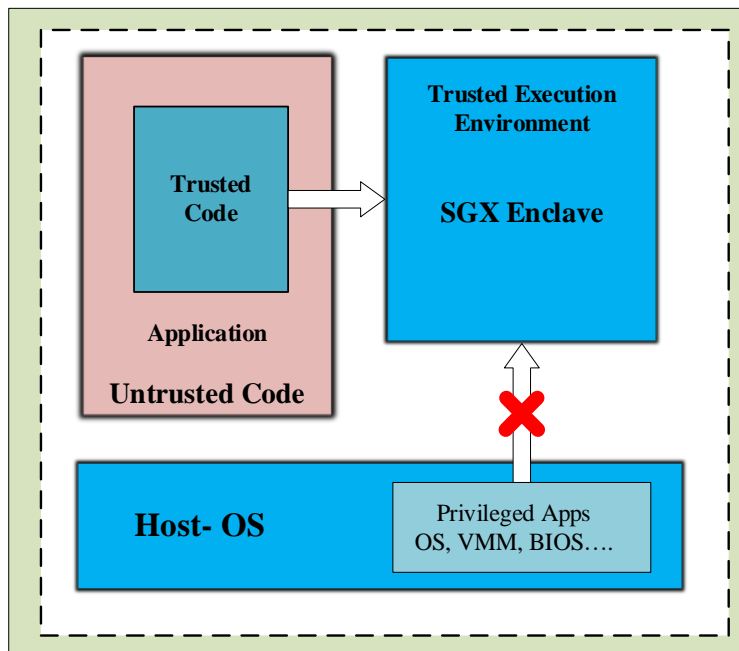 Trusted
Code
Application
Untrusted Code
Trusted Execution
Environment
SGX Enclave
Host- OS
Privileged Apps
OS, VMM, BIOS….